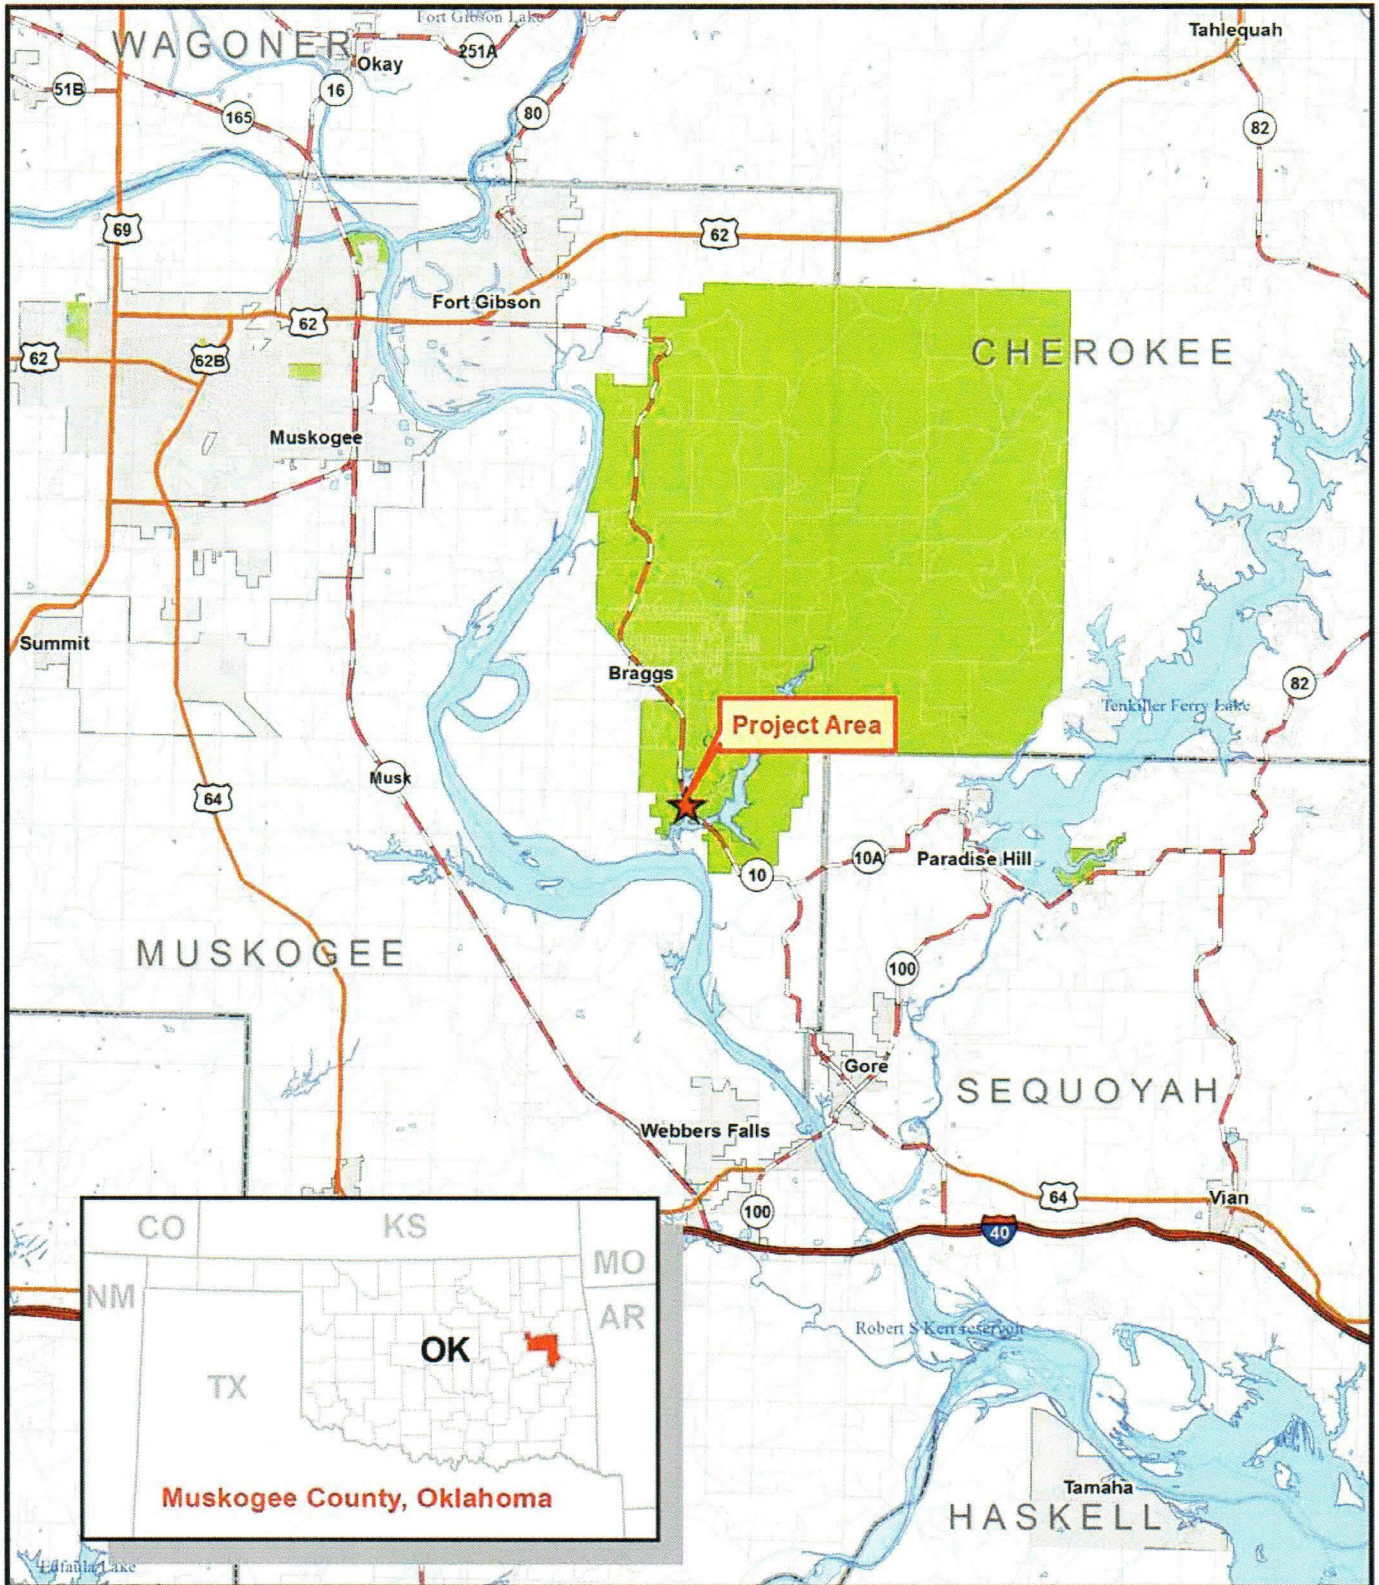 Fort Gibson Lake
Tahlequah
WAGONER
251A
Okay
51B
16
80
165
82
69
62
Fort Gibson
62
62
62B
CHEROKEE
Muskogee
Summit
Braggs
82
Tenkiller Ferry Lake
Project Area
Musk
64
10A
Paradise Hill
10
MUSKOGEE
100
Gore
SEQUOYAH
Webbers Falls
64
Vian
100
40
CO
KS
MO
NM
AR
OK
TX
Robert S Kerr reservoir
Muskogee County, Oklahoma
Tamaha
HASKELL
Eufaula Lake